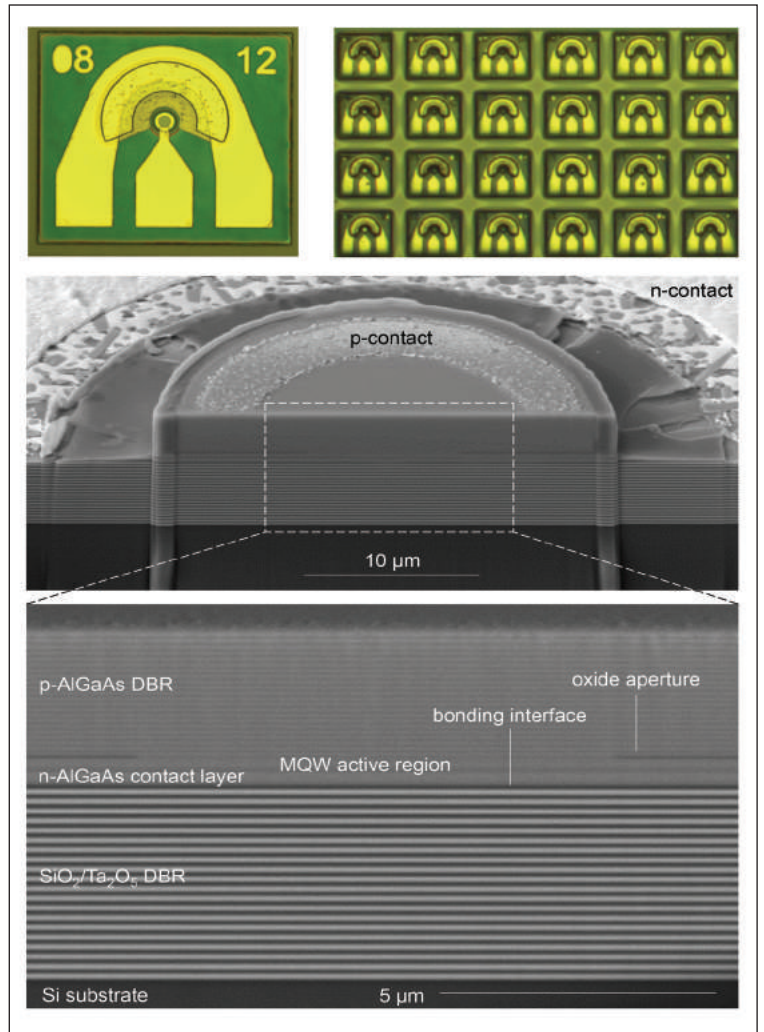 08
12
n-contact
p-contact
10 µm
p-AlGaAs DBR
oxide aperture
bonding interface
MQW active region
n-AlGaAs contact layer
SiO₂/Ta₂O₅ DBR
Si substrate
5 µm